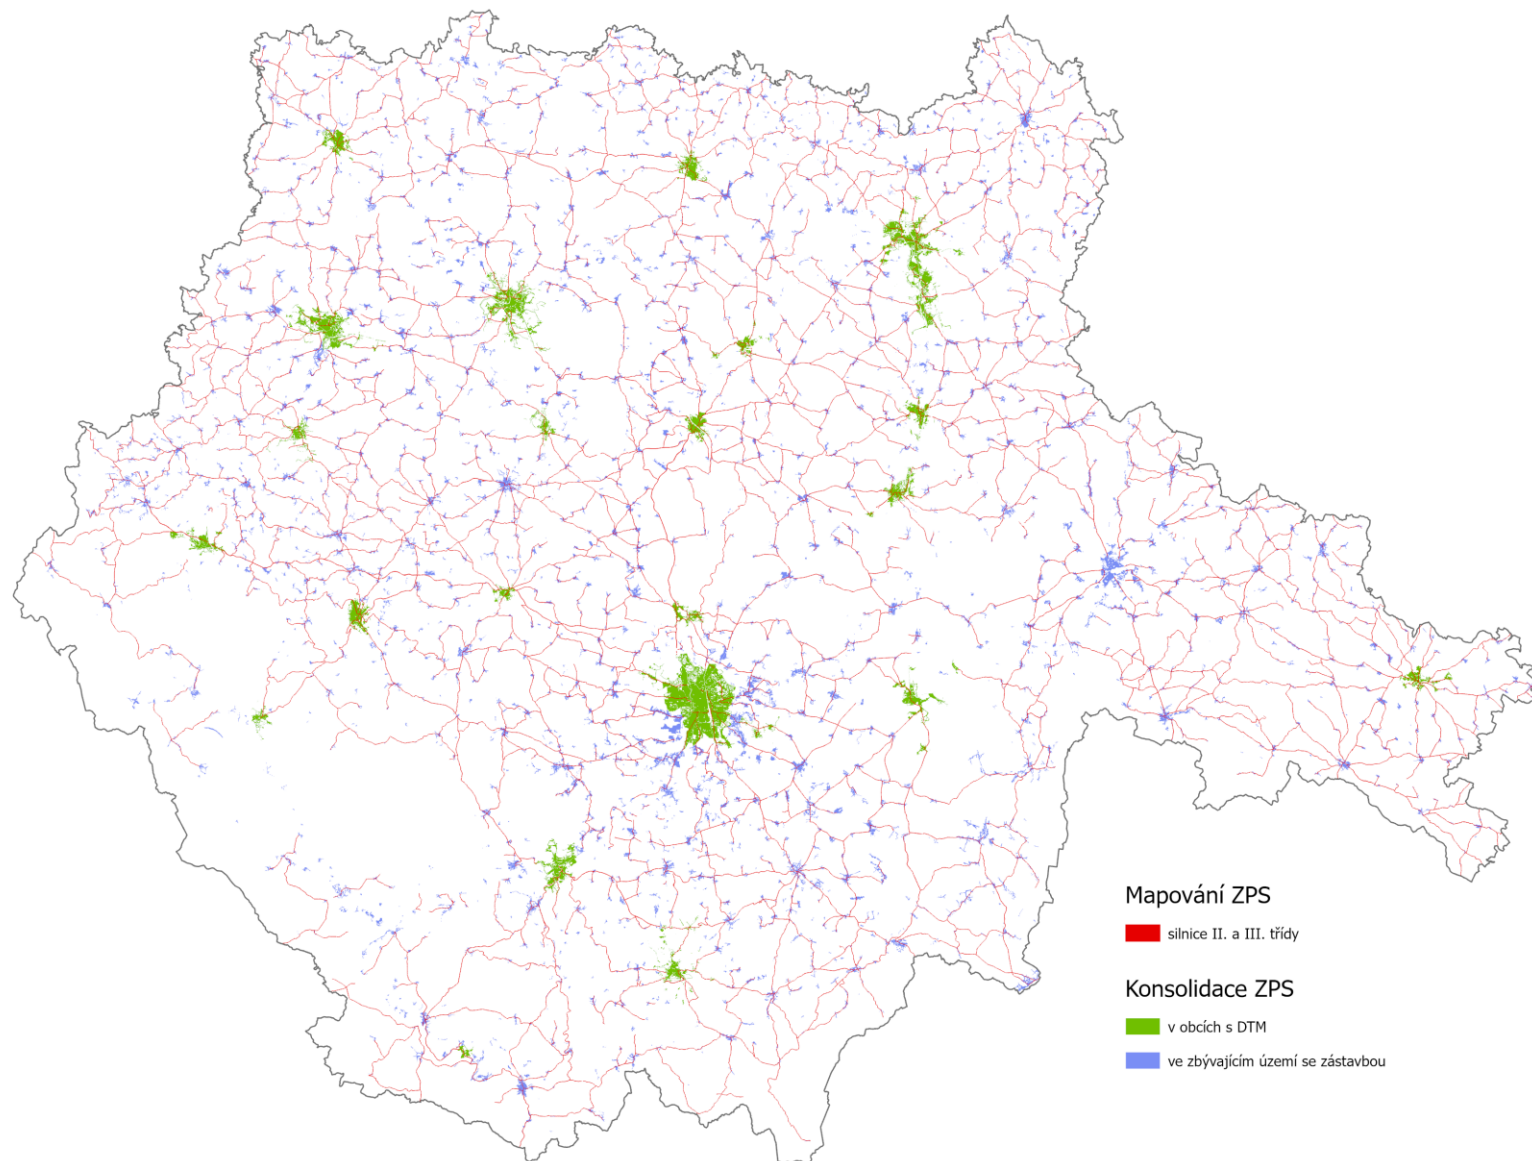 Mapování ZPS
silnice II. a III. třídy
Konsolidace ZPS
v obcích s DTM
ve zbývajícím území se zástavbou